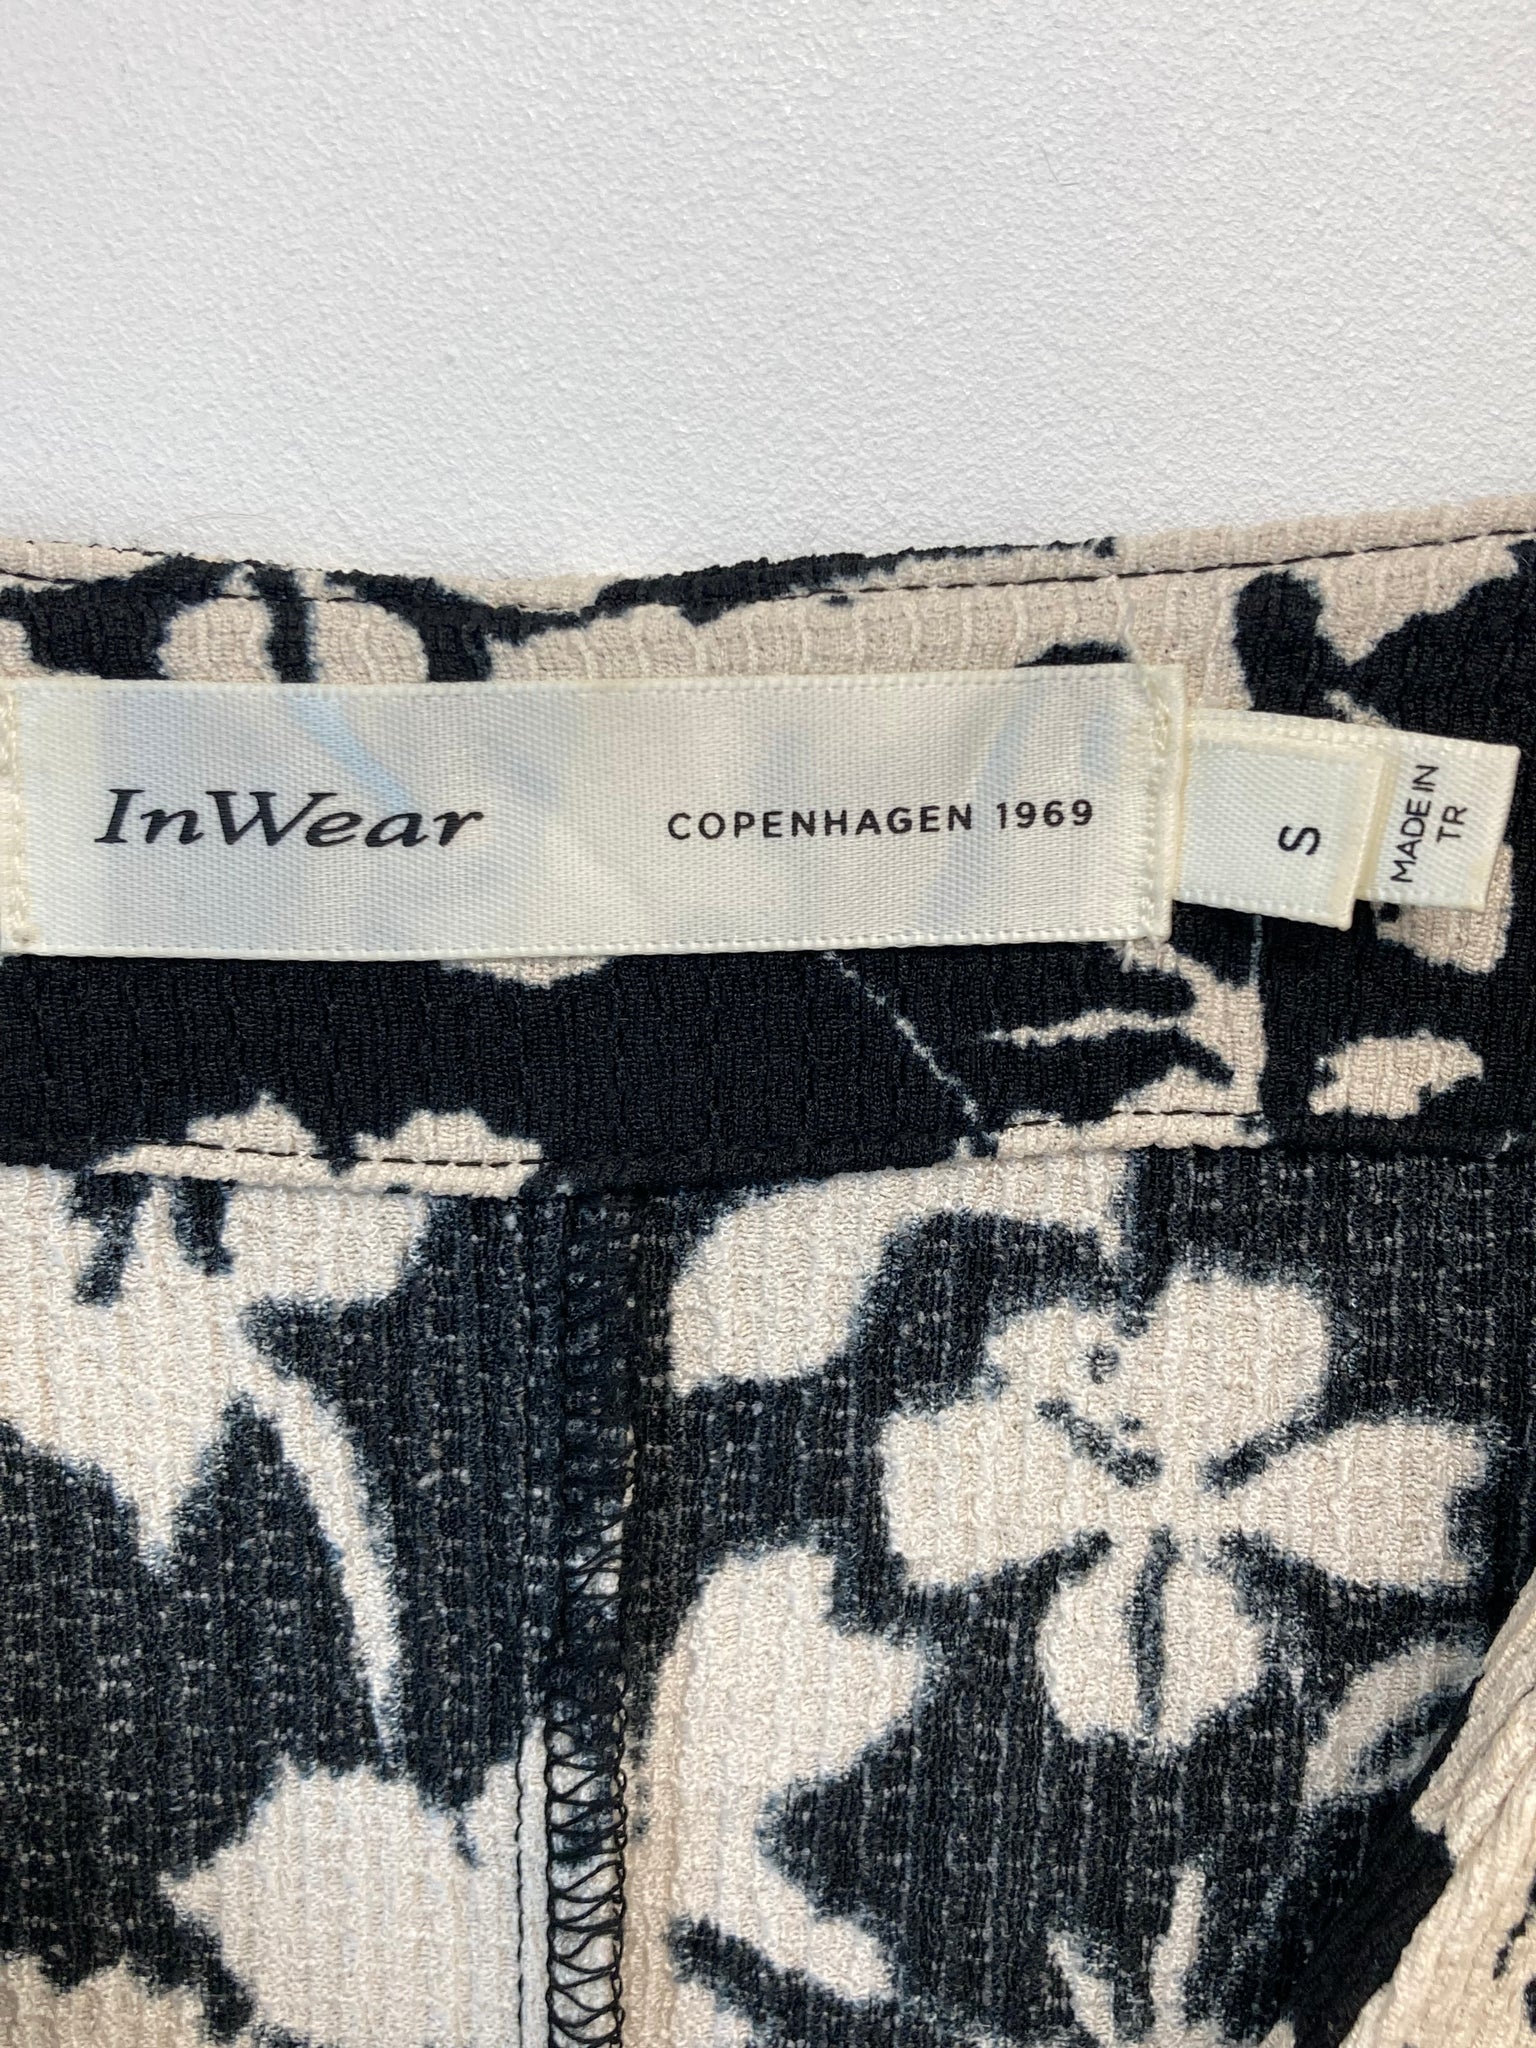 InWear COPENHAGEN 1969
S
MADE IN
TR